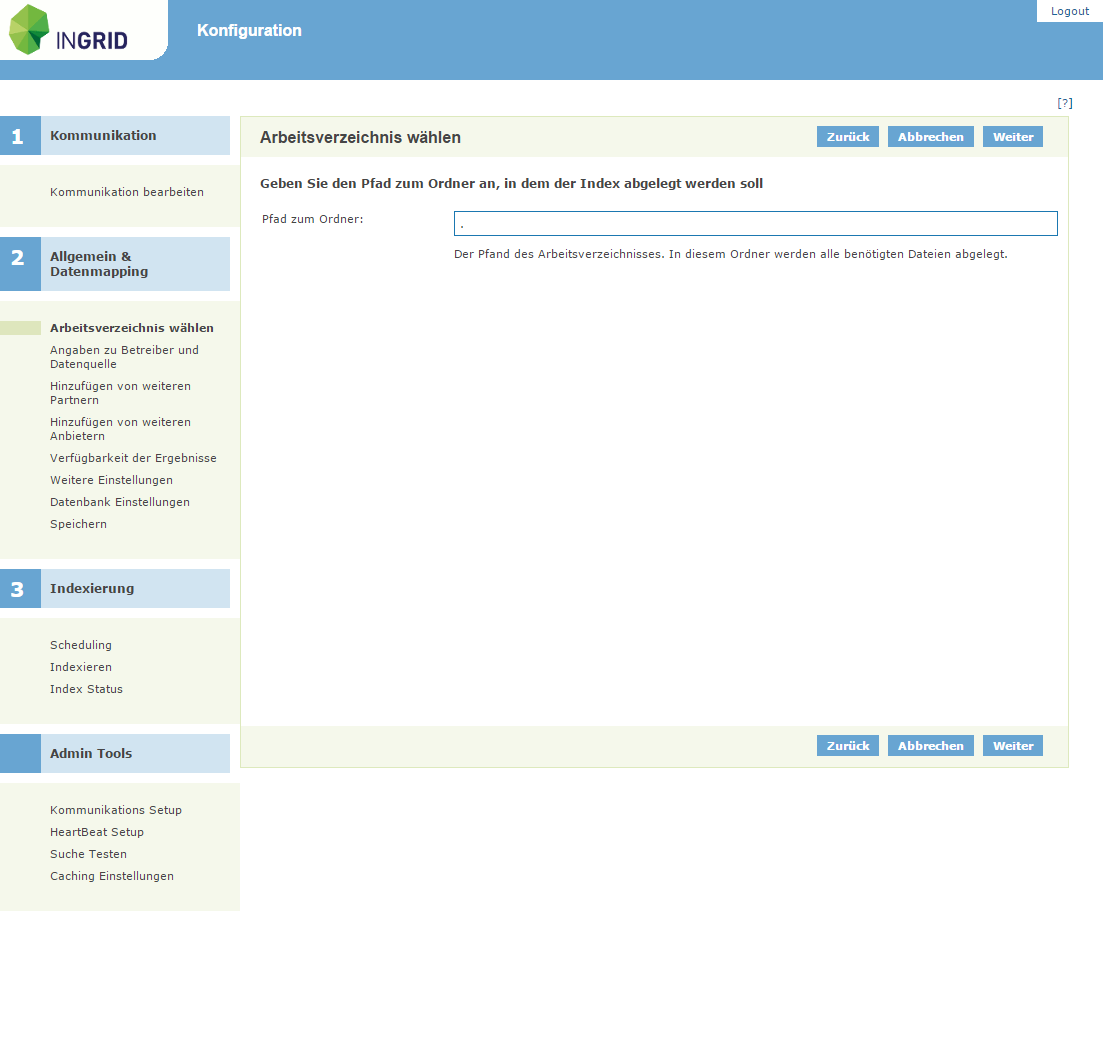 INGRID
Konfiguration
Logout
[?]
1 Kommunikation
Kommunikation bearbeiten
2 Allgemein &
Datenmapping
Arbeitsverzeichnis wählen
Angaben zu Betreiber und
Datenquelle
Hinzufügen von weiteren
Partnern
Hinzufügen von weiteren
Anbietern
Verfügbarkeit der Ergebnisse
Weitere Einstellungen
Datenbank Einstellungen
Speichern
3 Indexierung
Scheduling
Indexieren
Index Status
Admin Tools
Kommunikations Setup
HeartBeat Setup
Suche Testen
Caching Einstellungen
Arbeitsverzeichnis wählen
Zurück Abbrechen Weiter
Geben Sie den Pfad zum Ordner an, in dem der Index abgelegt werden soll
Pfad zum Ordner: .
Der Pfand des Arbeitsverzeichnisses. In diesem Ordner werden alle benötigten Dateien abgelegt.
Zurück Abbrechen Weiter